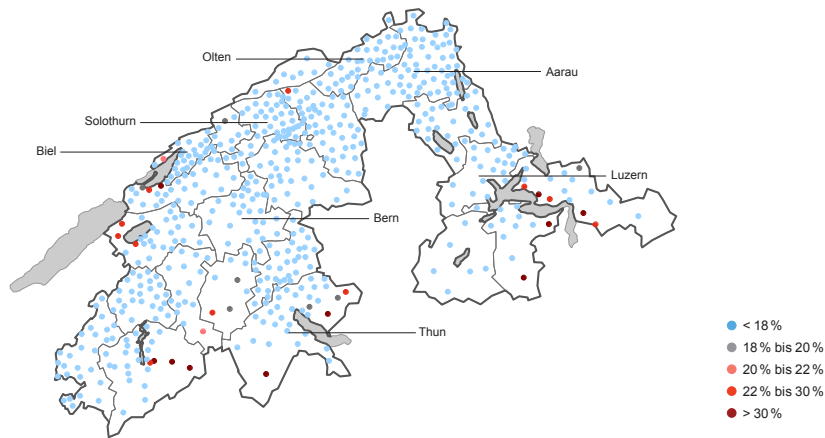 Olten
Aarau
Solothurn
Biel
Luzern
Bern
Thun
< 18 %
18 % bis 20 %
20 % bis 22 %
22 % bis 30 %
> 30 %